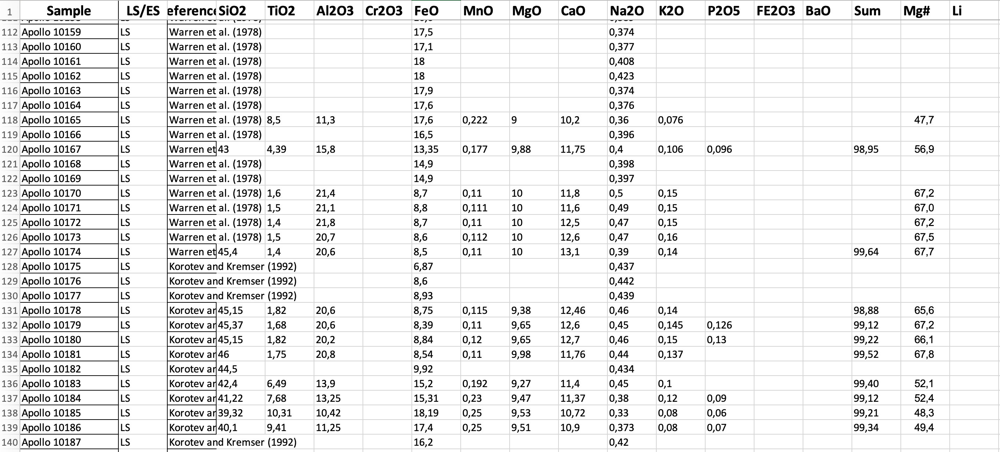 1 Sample LS/ES eference SiO2 TiO2 Al2O3 Cr2O3 FeO MnO MgO CaO Na2O K2O P2O5 FE2O3 BaO Sum Mg# Li
112 Apollo 10159 LS Warren et al. (1978) 17,5 0,374
113 Apollo 10160 LS Warren et al. (1978) 17,1 0,377
114 Apollo 10161 LS Warren et al. (1978) 18 0,408
115 Apollo 10162 LS Warren et al. (1978) 18 0,423
116 Apollo 10163 LS Warren et al. (1978) 17,9 0,374
117 Apollo 10164 LS Warren et al. (1978) 17,6 0,376
118 Apollo 10165 LS Warren et al. (1978) 8,5 11,3 17,6 0,222 9 10,2 0,36 0,076 47,7
119 Apollo 10166 LS Warren et al. (1978) 16,5 0,396
120 Apollo 10167 LS Warren et 43 4,39 15,8 13,35 0,177 9,88 11,75 0,4 0,106 0,096 98,95 56,9
121 Apollo 10168 LS Warren et al. (1978) 14,9 0,398
122 Apollo 10169 LS Warren et al. (1978) 14,9 0,397
123 Apollo 10170 LS Warren et al. (1978) 1,6 21,4 8,7 0,11 10 11,8 0,5 0,15 67,2
124 Apollo 10171 LS Warren et al. (1978) 1,5 21,1 8,8 0,111 10 11,6 0,49 0,15 67,0
125 Apollo 10172 LS Warren et al. (1978) 1,4 21,8 8,7 0,11 10 12,5 0,47 0,15 67,2
126 Apollo 10173 LS Warren et al. (1978) 1,5 20,7 8,6 0,112 10 12,6 0,47 0,16 67,5
127 Apollo 10174 LS Warren et 45,4 1,4 20,6 8,5 0,11 10 13,1 0,39 0,14 99,64 67,7
128 Apollo 10175 LS Korotev and Kremser (1992) 6,87 0,437
129 Apollo 10176 LS Korotev and Kremser (1992) 8,6 0,442
130 Apollo 10177 LS Korotev and Kremser (1992) 8,93 0,439
131 Apollo 10178 LS Korotev ar 45,15 1,82 20,6 8,75 0,115 9,38 12,46 0,46 0,14 98,88 65,6
132 Apollo 10179 LS Korotev ar 45,37 1,68 20,6 8,39 0,11 9,65 12,6 0,45 0,145 0,126 99,12 67,2
133 Apollo 10180 LS Korotev ar 45,15 1,82 20,2 8,84 0,12 9,65 12,7 0,46 0,15 0,13 99,22 66,1
134 Apollo 10181 LS Korotev ar 46 1,75 20,8 8,54 0,11 9,98 11,76 0,44 0,137 99,52 67,8
135 Apollo 10182 LS Korotev ar 44,5 9,92 0,434
136 Apollo 10183 LS Korotev ar 42,4 6,49 13,9 15,2 0,192 9,27 11,4 0,45 0,1 99,40 52,1
137 Apollo 10184 LS Korotev ar 41,22 7,68 13,25 15,31 0,23 9,47 11,37 0,38 0,12 0,09 99,12 52,4
138 Apollo 10185 LS Korotev ar 39,32 10,31 10,42 18,19 0,25 9,53 10,72 0,33 0,08 0,06 99,21 48,3
139 Apollo 10186 LS Korotev ar 40,1 9,41 11,25 17,4 0,25 9,51 10,9 0,373 0,08 0,07 99,34 49,4
140 Apollo 10187 LS Korotev and Kremser (1992) 16,2 0,42